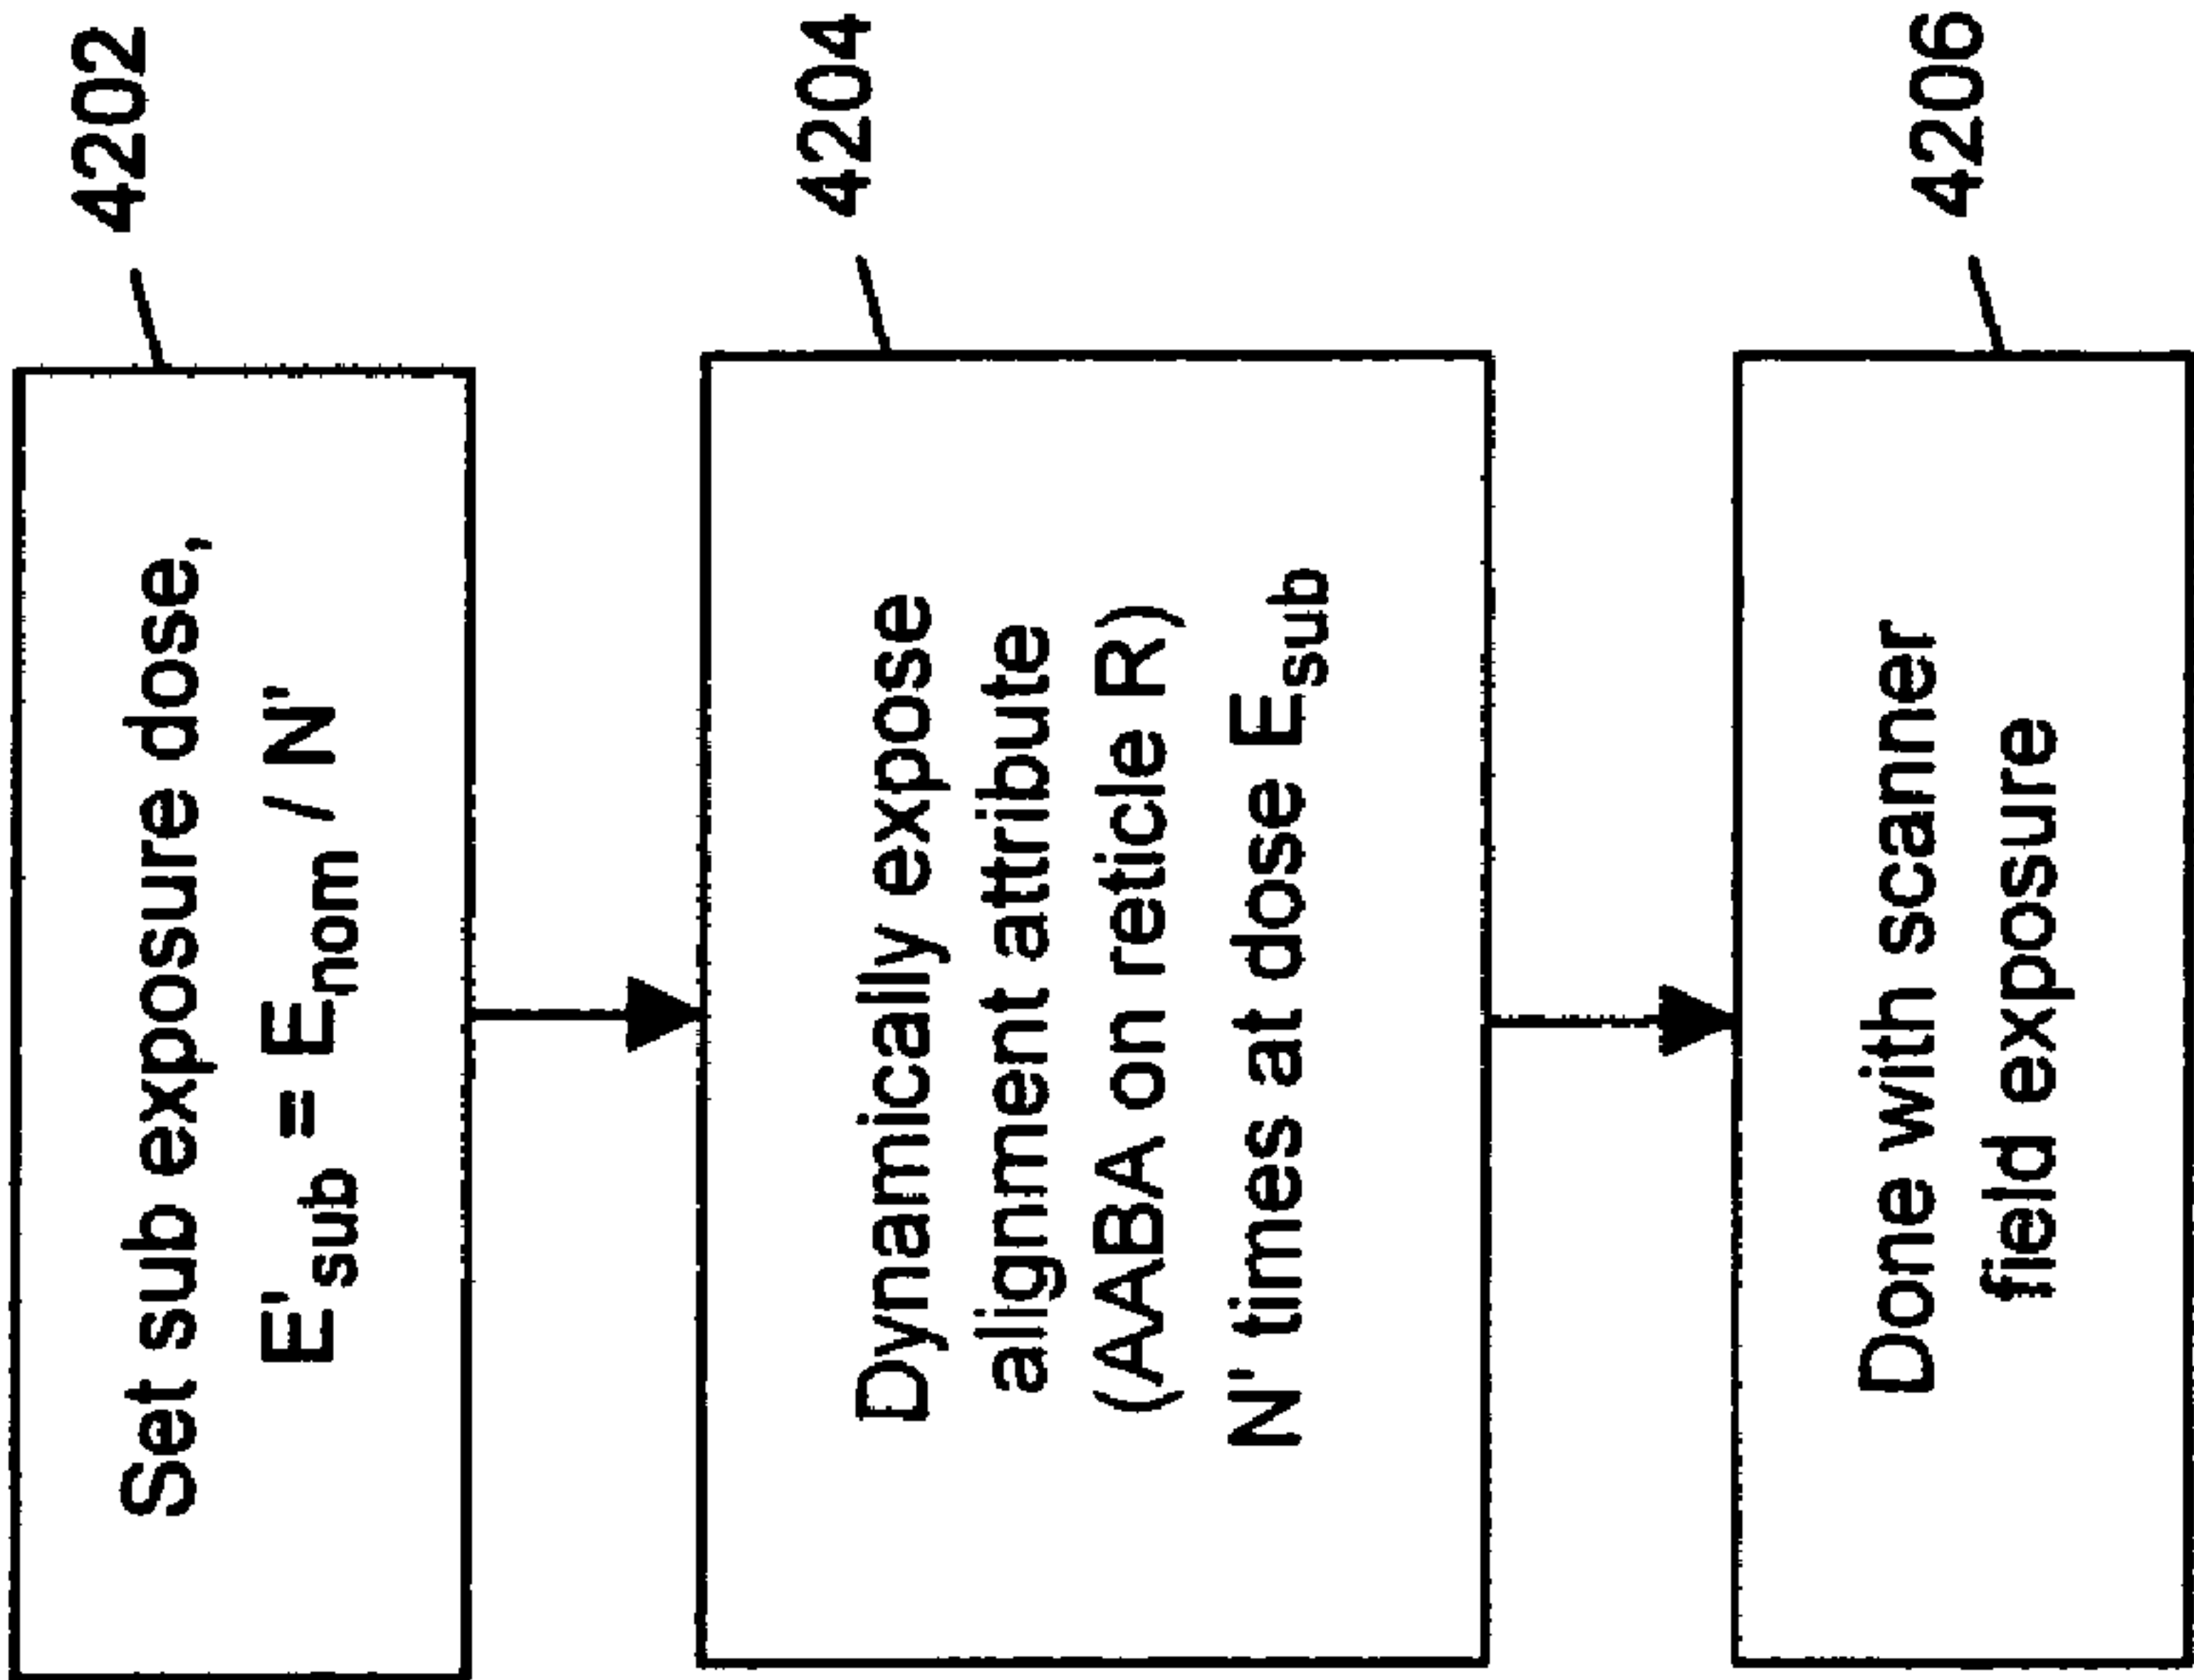 Set sub exposure dose,
E'sub = Enom / N'
4202
Dynamically expose
alignment attribute
(AABA on reticle R)
N' times at dose Esub
4204
Done with scanner
field exposure
4206